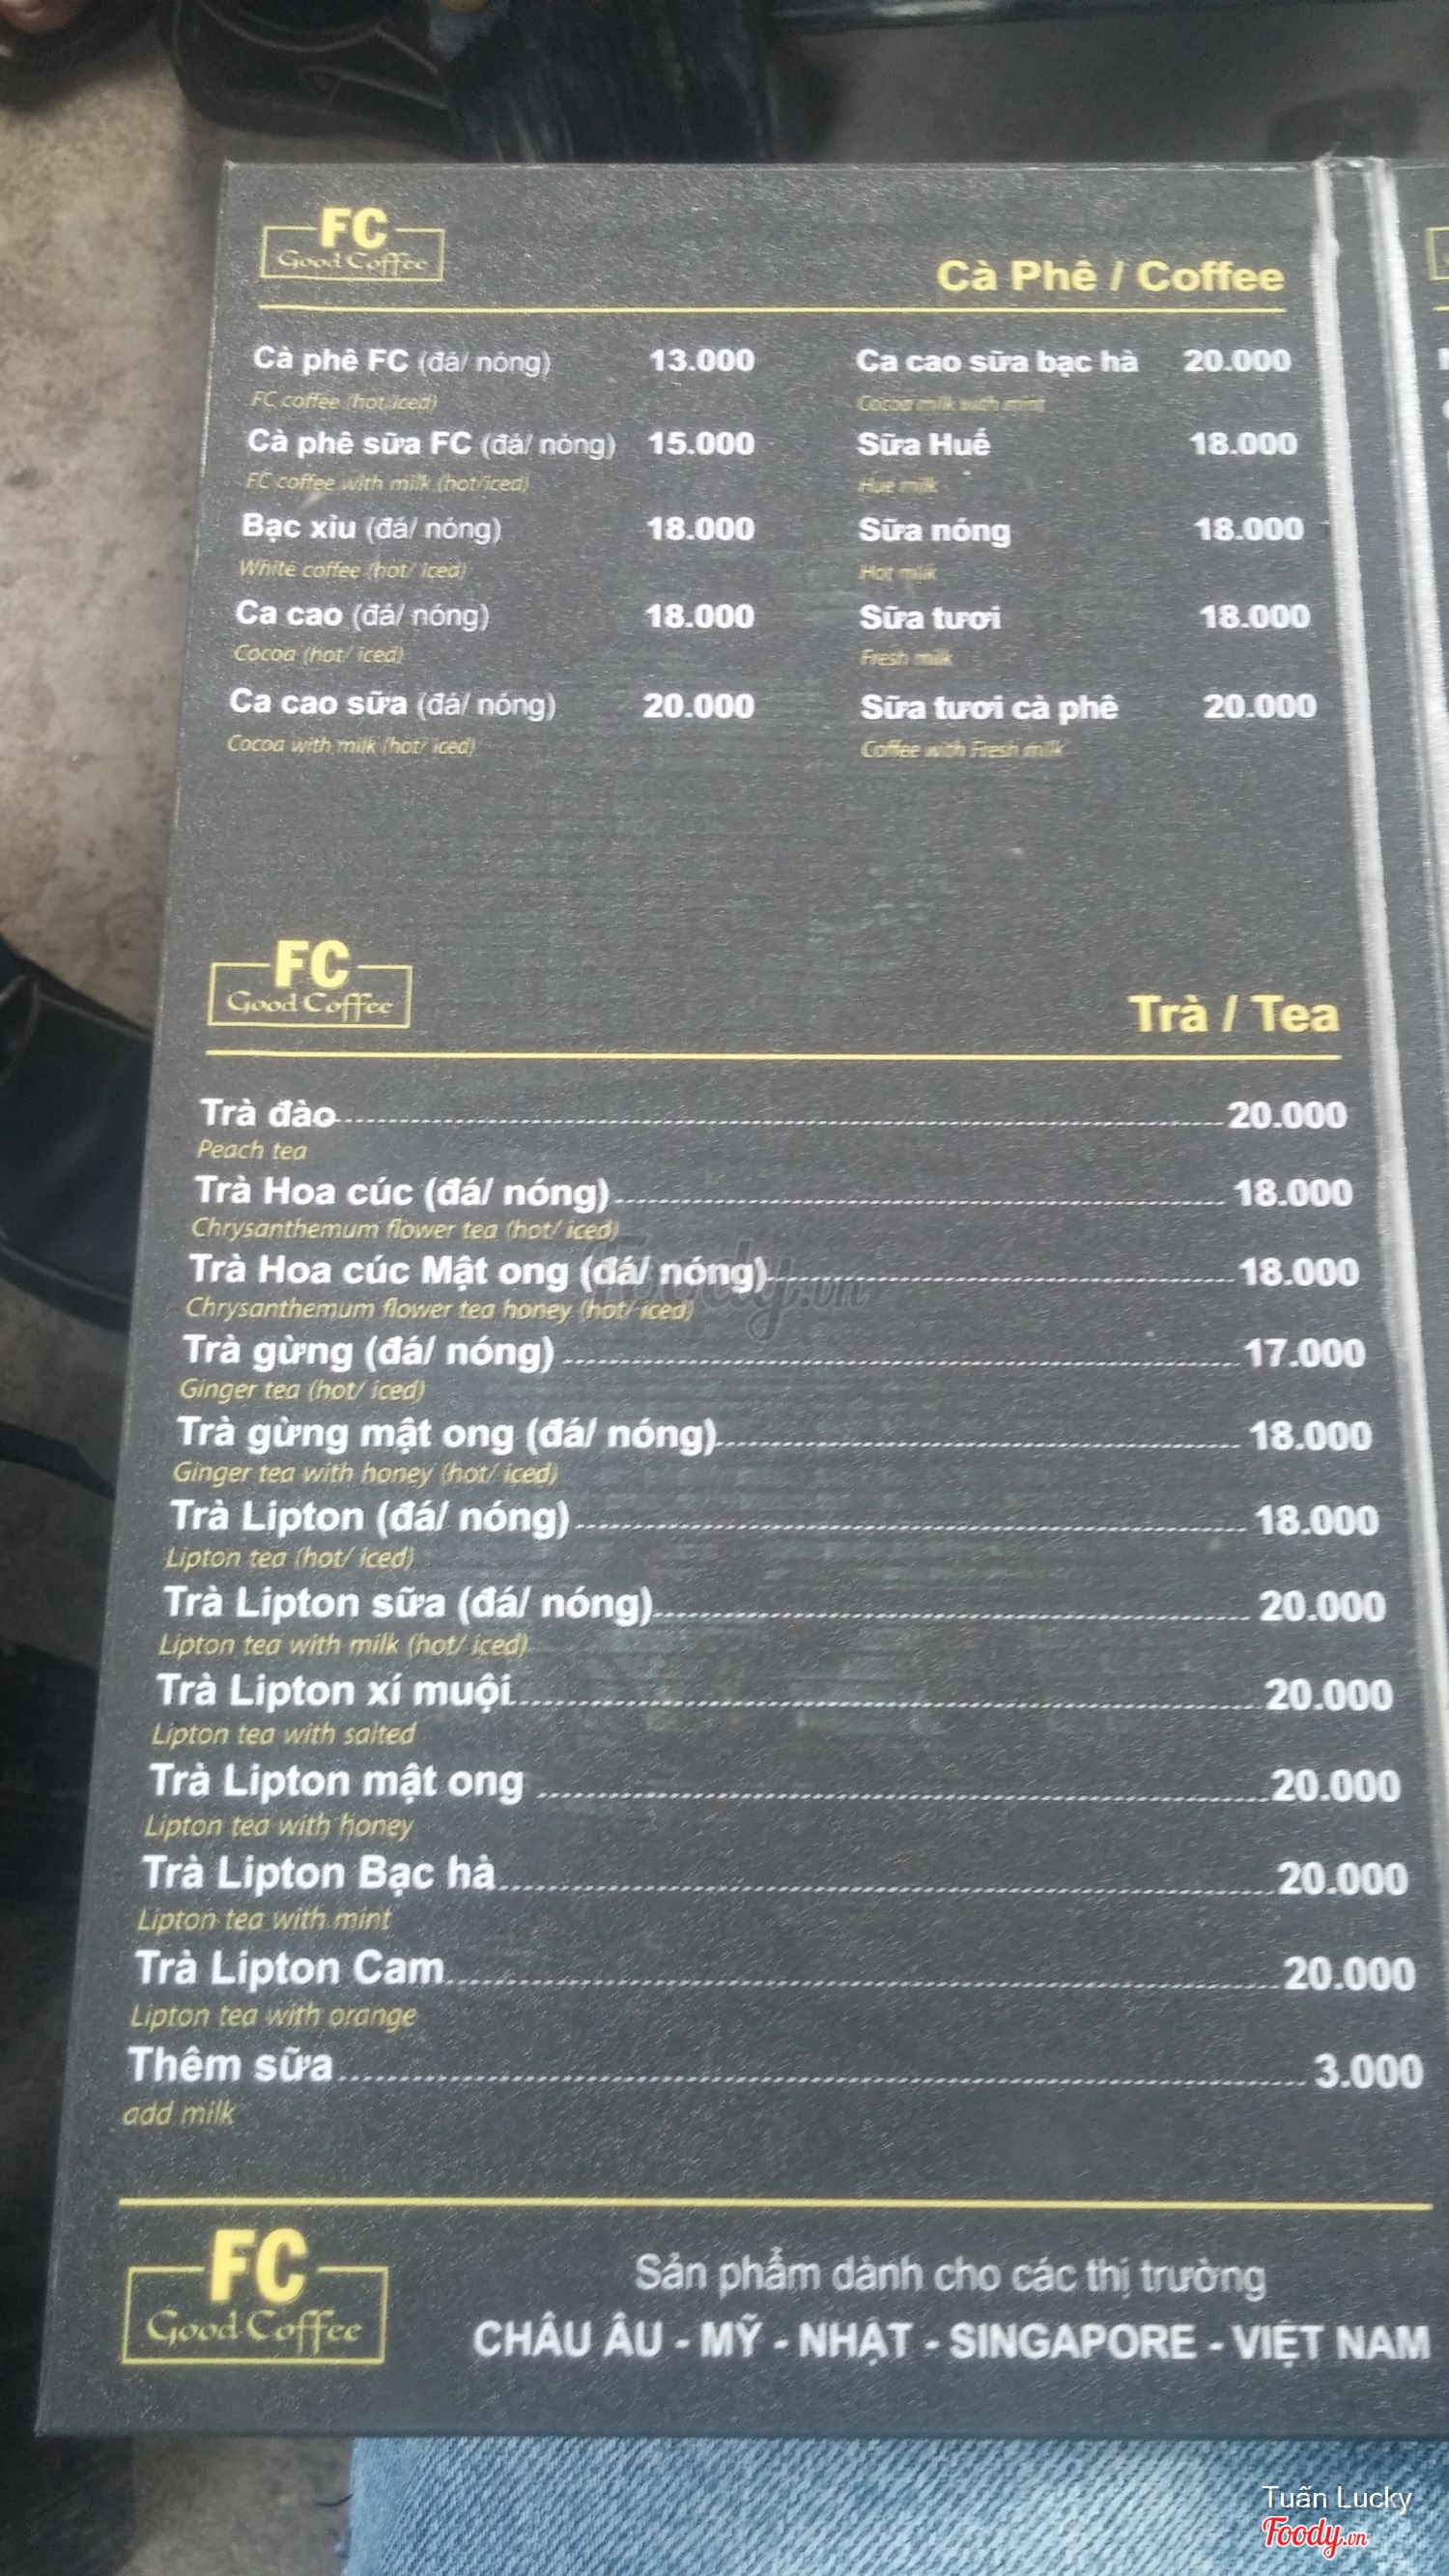 FC
Good Coffee
Cà Phê / Coffee
Cà phê FC (đá/ nóng) 13.000
FC coffee (hot/iced)
Cà phê sữa FC (đá/ nóng) 15.000
FC coffee with milk (hot/iced)
Bạc xỉu (đá/ nóng) 18.000
White coffee (hot/ iced)
Ca cao (đá/ nóng) 18.000
Cocoa (hot/ iced)
Ca cao sữa (đá/ nóng) 20.000
Cocoa with milk (hot/ iced)
Ca cao sữa bạc hà 20.000
Cocoa milk with mint
Sữa Huế 18.000
Hue milk
Sữa nóng 18.000
Hot milk
Sữa tươi 18.000
Fresh milk
Sữa tươi cà phê 20.000
Coffee with Fresh milk
FC
Good Coffee
Trà / Tea
Trà đào 20.000
Peach tea
Trà Hoa cúc (đá/ nóng) 18.000
Chrysanthemum flower tea (hot/ iced)
Trà Hoa cúc Mật ong (đá/ nóng) 18.000
Chrysanthemum flower tea honey (hot/ iced)
Foody.vn
Trà gừng (đá/ nóng) 17.000
Ginger tea (hot/ iced)
Trà gừng mật ong (đá/ nóng) 18.000
Ginger tea with honey (hot/ iced)
Trà Lipton (đá/ nóng) 18.000
Lipton tea (hot/ iced)
Trà Lipton sữa (đá/ nóng) 20.000
Lipton tea with milk (hot/ iced)
Trà Lipton xí muội 20.000
Lipton tea with salted
Trà Lipton mật ong 20.000
Lipton tea with honey
Trà Lipton Bạc hà 20.000
Lipton tea with mint
Trà Lipton Cam 20.000
Lipton tea with orange
Thêm sữa 3.000
add milk
FC
Good Coffee
Sản phẩm dành cho các thị trường
CHÂU ÂU - MỸ - NHẬT - SINGAPORE - VIỆT NAM
Tuấn Lucky
Foody.vn